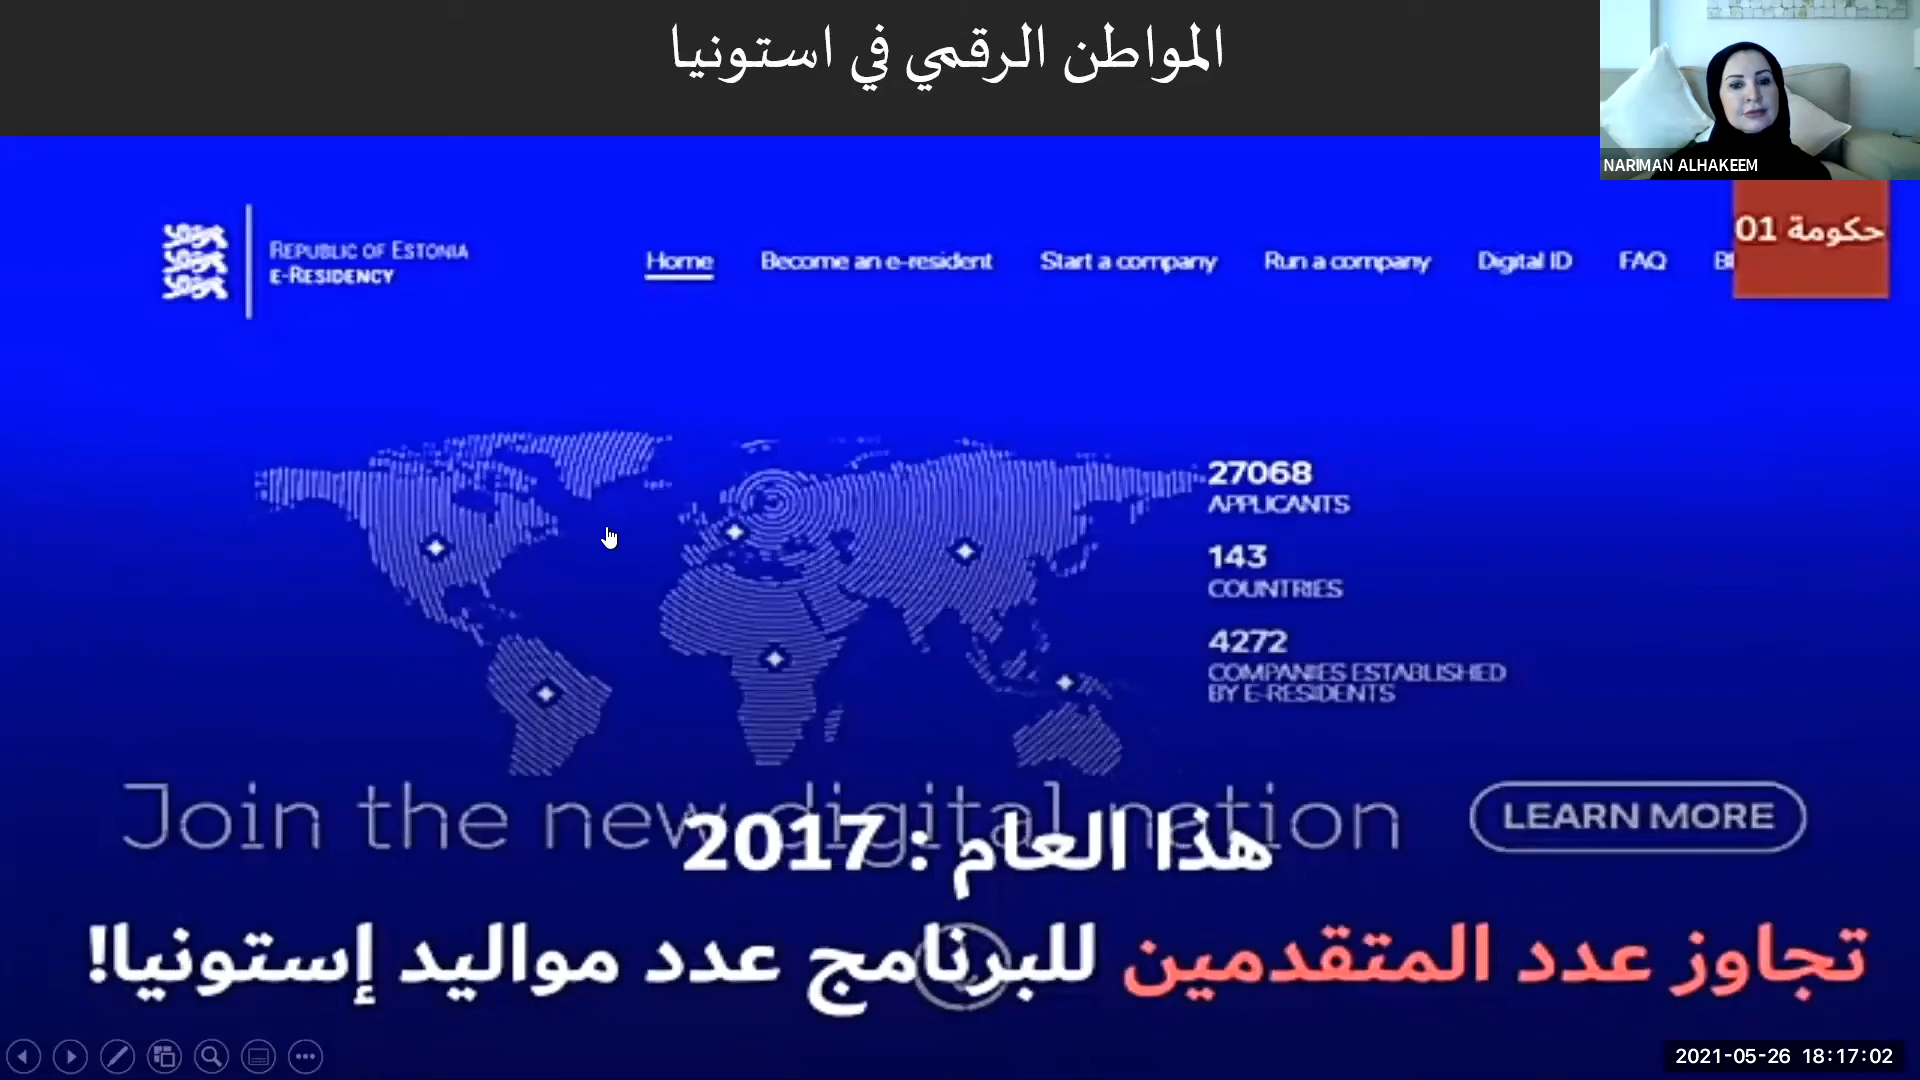 المواطن الرقمي في استونيا
NARIMAN ALHAKEEM
حكومة 01
REPUBLIC OF ESTONIA
E-RESIDENCY
Home Become an e-resident Start a company Run a company Digital ID FAQ
27068
APPLICANTS
143
COUNTRIES
4272
COMPANIES ESTABLISHED
BY E-RESIDENTS
Join the new digital nation
LEARN MORE
هذا العام : 2017
تجاوز عدد المتقدمين للبرنامج عدد مواليد إستونيا!
2021-05-26 18:17:02